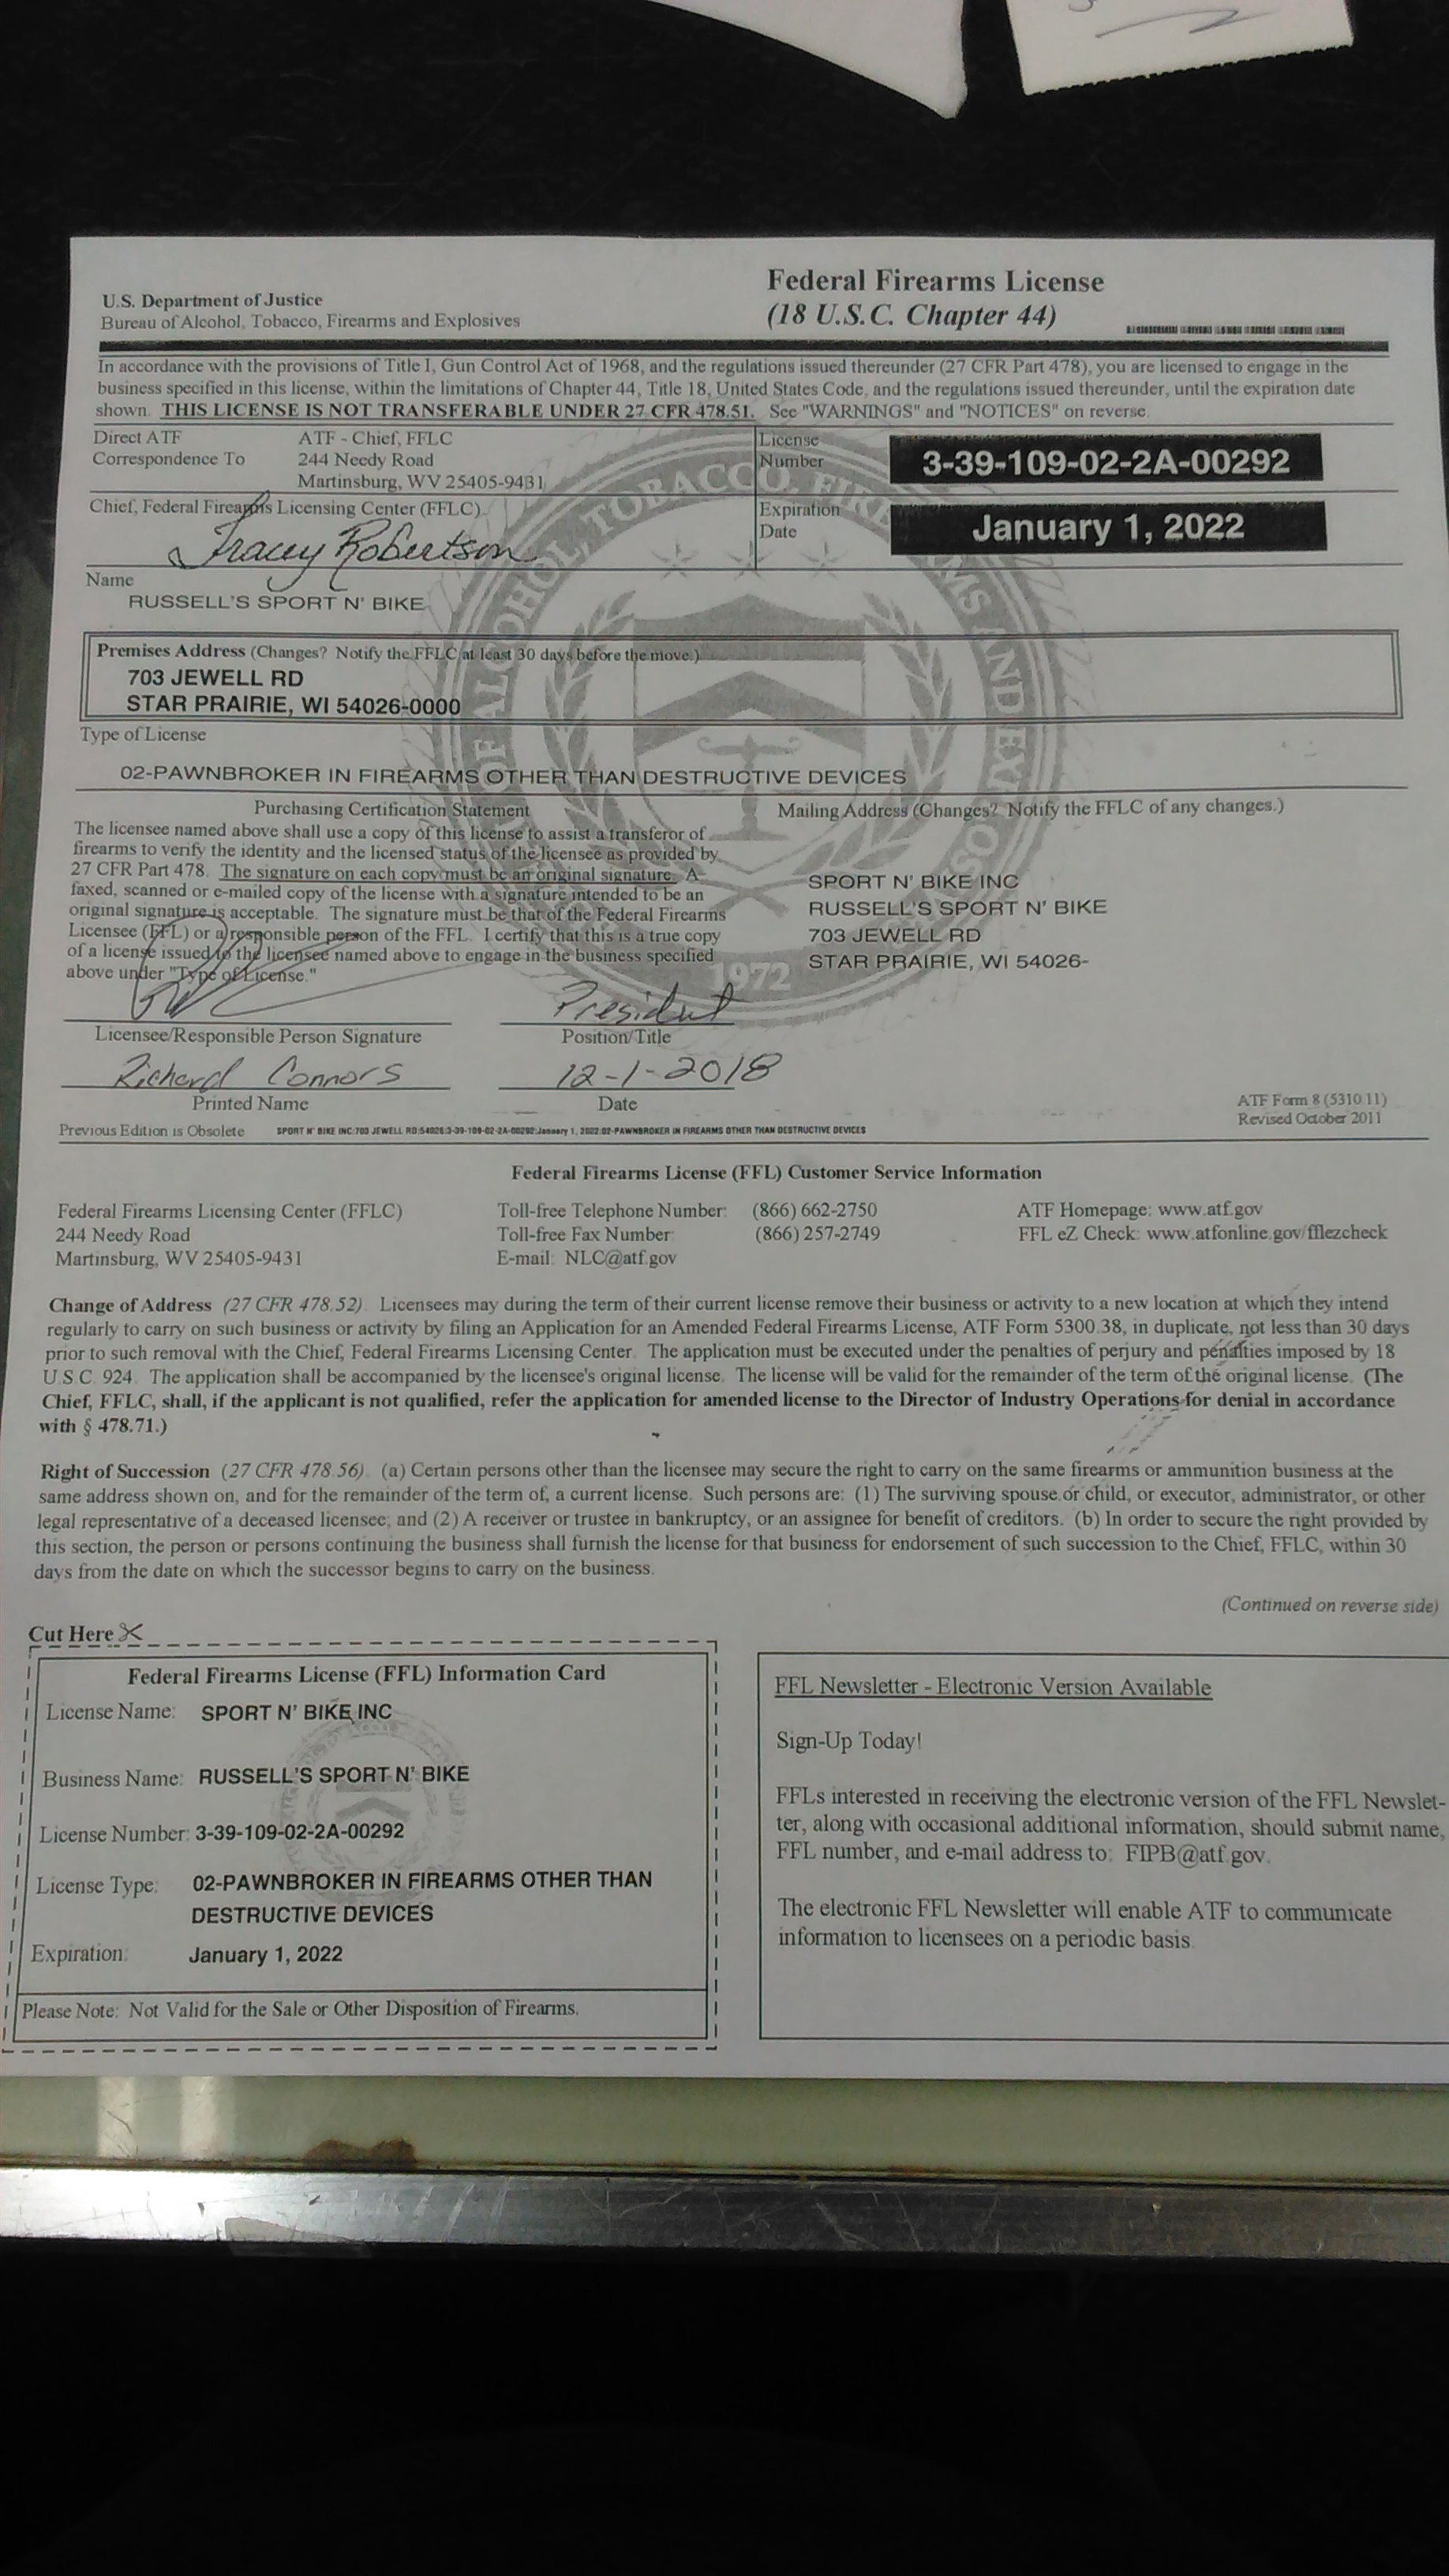 U.S. Department of Justice
Bureau of Alcohol, Tobacco, Firearms and Explosives
Federal Firearms License
(18 U.S.C. Chapter 44)
In accordance with the provisions of Title I, Gun Control Act of 1968, and the regulations issued thereunder (27 CFR Part 478), you are licensed to engage in the
business specified in this license, within the limitations of Chapter 44, Title 18, United States Code, and the regulations issued thereunder, until the expiration date
shown. THIS LICENSE IS NOT TRANSFERABLE UNDER 27 CFR 478.51. See "WARNINGS" and "NOTICES" on reverse.
Direct ATF
Correspondence To
ATF - Chief, FFLC
244 Needy Road
Martinsburg, WV 25405-9431
License
Number
3-39-109-02-2A-00292
Chief, Federal Firearms Licensing Center (FFLC)
Tracey Robertson
Expiration
Date
January 1, 2022
Name
RUSSELL'S SPORT N' BIKE
Premises Address (Changes? Notify the FFLC at least 30 days before the move.)
703 JEWELL RD
STAR PRAIRIE, WI 54026-0000
Type of License
02-PAWNBROKER IN FIREARMS OTHER THAN DESTRUCTIVE DEVICES
Purchasing Certification Statement
The licensee named above shall use a copy of this license to assist a transferor of
firearms to verify the identity and the licensed status of the licensee as provided by
27 CFR Part 478. The signature on each copy must be an original signature. A
faxed, scanned or e-mailed copy of the license with a signature intended to be an
original signature is acceptable. The signature must be that of the Federal Firearms
Licensee (FFL) or a responsible person of the FFL. I certify that this is a true copy
of a license issued to the licensee named above to engage in the business specified
above under "Type of License."
Mailing Address (Changes? Notify the FFLC of any changes.)
SPORT N' BIKE INC
RUSSELL'S SPORT N' BIKE
703 JEWELL RD
STAR PRAIRIE, WI 54026-
1972
President
Licensee/Responsible Person Signature
Position/Title
Richard Connors
12-1-2018
Printed Name
Date
ATF Form 8 (5310.11)
Revised October 2011
Previous Edition is Obsolete
SPORT N' BIKE INC:703 JEWELL RD:54026:3-39-109-02-2A-00292:January 1, 2022:02-PAWNBROKER IN FIREARMS OTHER THAN DESTRUCTIVE DEVICES
Federal Firearms License (FFL) Customer Service Information
Federal Firearms Licensing Center (FFLC)
244 Needy Road
Martinsburg, WV 25405-9431
Toll-free Telephone Number: (866) 662-2750
Toll-free Fax Number: (866) 257-2749
E-mail: NLC@atf.gov
ATF Homepage: www.atf.gov
FFL eZ Check: www.atfonline.gov/fflezcheck
Change of Address (27 CFR 478.52). Licensees may during the term of their current license remove their business or activity to a new location at which they intend
regularly to carry on such business or activity by filing an Application for an Amended Federal Firearms License, ATF Form 5300.38, in duplicate, not less than 30 days
prior to such removal with the Chief, Federal Firearms Licensing Center. The application must be executed under the penalties of perjury and penalties imposed by 18
U.S.C. 924. The application shall be accompanied by the licensee's original license. The license will be valid for the remainder of the term of the original license. (The
Chief, FFLC, shall, if the applicant is not qualified, refer the application for amended license to the Director of Industry Operations for denial in accordance
with § 478.71.)
Right of Succession (27 CFR 478.56). (a) Certain persons other than the licensee may secure the right to carry on the same firearms or ammunition business at the
same address shown on, and for the remainder of the term of, a current license. Such persons are: (1) The surviving spouse or child, or executor, administrator, or other
legal representative of a deceased licensee; and (2) A receiver or trustee in bankruptcy, or an assignee for benefit of creditors. (b) In order to secure the right provided by
this section, the person or persons continuing the business shall furnish the license for that business for endorsement of such succession to the Chief, FFLC, within 30
days from the date on which the successor begins to carry on the business.
(Continued on reverse side)
Cut Here
Federal Firearms License (FFL) Information Card
License Name: SPORT N' BIKE INC
Business Name: RUSSELL'S SPORT N' BIKE
License Number: 3-39-109-02-2A-00292
License Type: 02-PAWNBROKER IN FIREARMS OTHER THAN
DESTRUCTIVE DEVICES
Expiration: January 1, 2022
Please Note: Not Valid for the Sale or Other Disposition of Firearms.
FFL Newsletter - Electronic Version Available
Sign-Up Today!
FFLs interested in receiving the electronic version of the FFL Newslet-
ter, along with occasional additional information, should submit name,
FFL number, and e-mail address to: FIPB@atf.gov.
The electronic FFL Newsletter will enable ATF to communicate
information to licensees on a periodic basis.